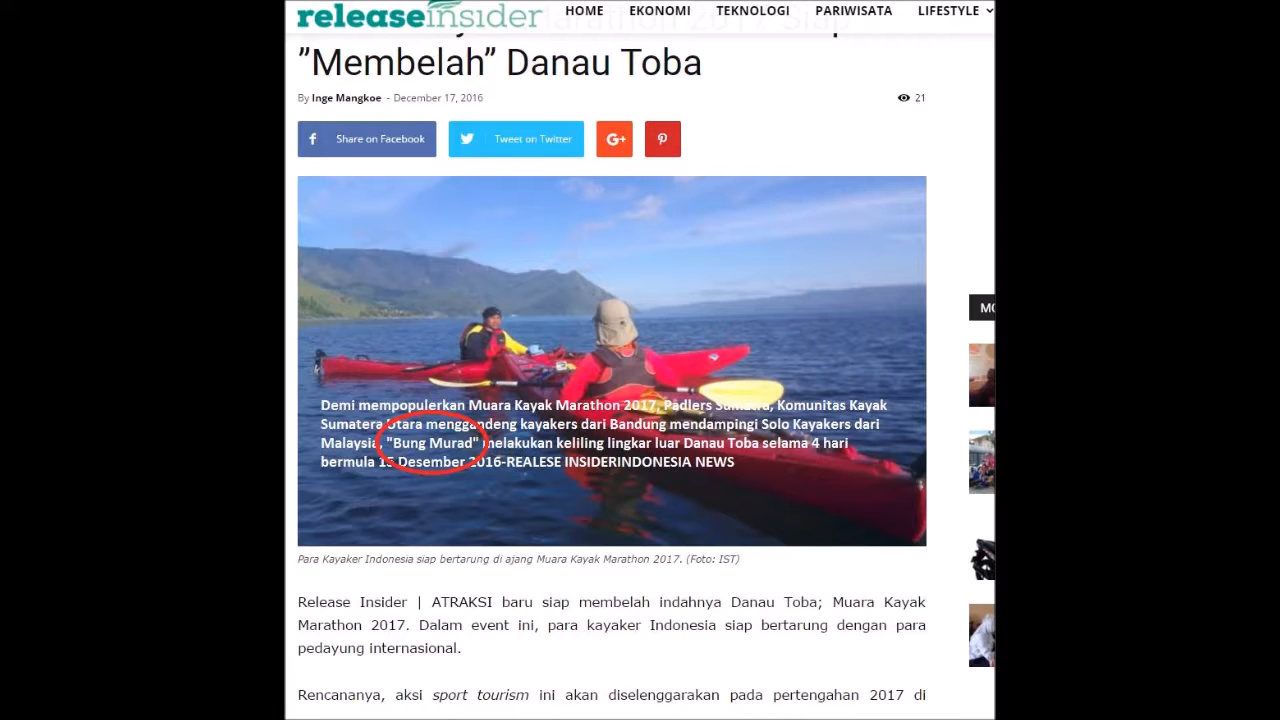 releaseinsider
HOME EKONOMI TEKNOLOGI PARIWISATA LIFESTYLE
"Membelah" Danau Toba
By Inge Mangkoe - December 17, 2016 21
Share on Facebook Tweet on Twitter G+
Demi mempopulerkan Muara Kayak Marathon 2017, Padlers Sumatra, Komunitas Kayak
Sumatera Utara menggandeng kayakers dari Bandung mendampingi Solo Kayakers dari
Malaysia, "Bung Murad" melakukan keliling lingkar luar Danau Toba selama 4 hari
bermula 15 Desember 2016-REALESE INSIDERINDONESIA NEWS
Para Kayaker Indonesia siap bertarung di ajang Muara Kayak Marathon 2017. (Foto: IST)
Release Insider | ATRAKSI baru siap membelah indahnya Danau Toba; Muara Kayak
Marathon 2017. Dalam event ini, para kayaker Indonesia siap bertarung dengan para
pedayung internasional.
Rencananya, aksi sport tourism ini akan diselenggarakan pada pertengahan 2017 di